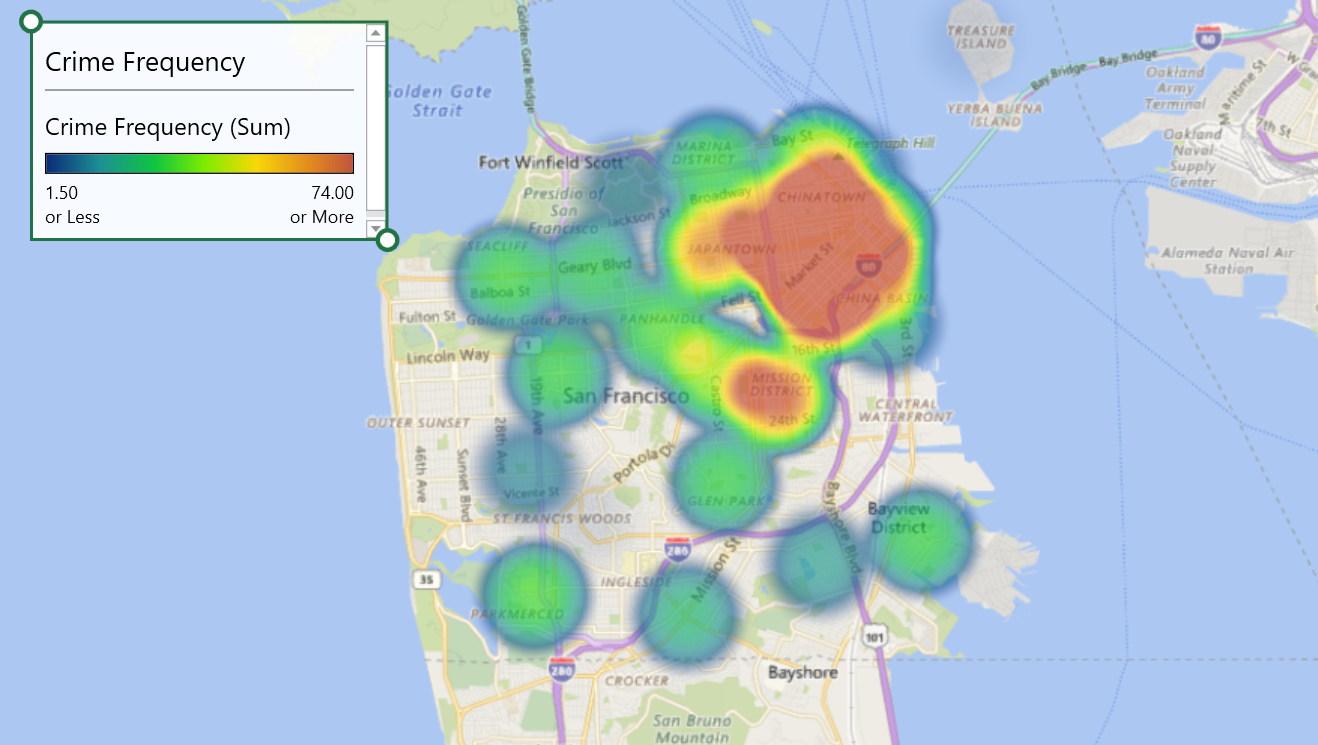 Crime Frequency
Crime Frequency (Sum)
1.50
or Less
74.00
or More
Golden Gate Bridge
Golden Gate
Strait
TREASURE
ISLAND
80
Bay Bridge
Bay Bridge
YERBA BUENA
ISLAND
Oakland
Army
Terminal
Maritime St
W Gra
7th St
Oakland
Naval
Supply
Center
Alameda Naval Air
Station
Fort Winfield Scott
MARINA
DISTRICT
Bay St
Telegraph Hill
Presidio of
San
Francisco
Jackson St
Broadway
CHINATOWN
SEACLIFF
Geary Blvd
JAPANTOWN
Market St
80
Balboa St
Fell St
CHINA BASIN
Fulton St
Golden Gate Park
PANHANDLE
3rd St
1
Lincoln Way
16th St
19th Ave
San Francisco
Castro St
MISSION
DISTRICT
OUTER SUNSET
28th Ave
24th St
CENTRAL
WATERFRONT
46th Ave
Sunset Blvd
Portola Dr
Vicente St
GLEN PARK
ST FRANCIS WOODS
Bayshore Blvd
Bayview
District
280
35
INGLESIDE
Mission St
PARKMERCED
101
280
CROCKER
Bayshore
San Bruno
Mountain